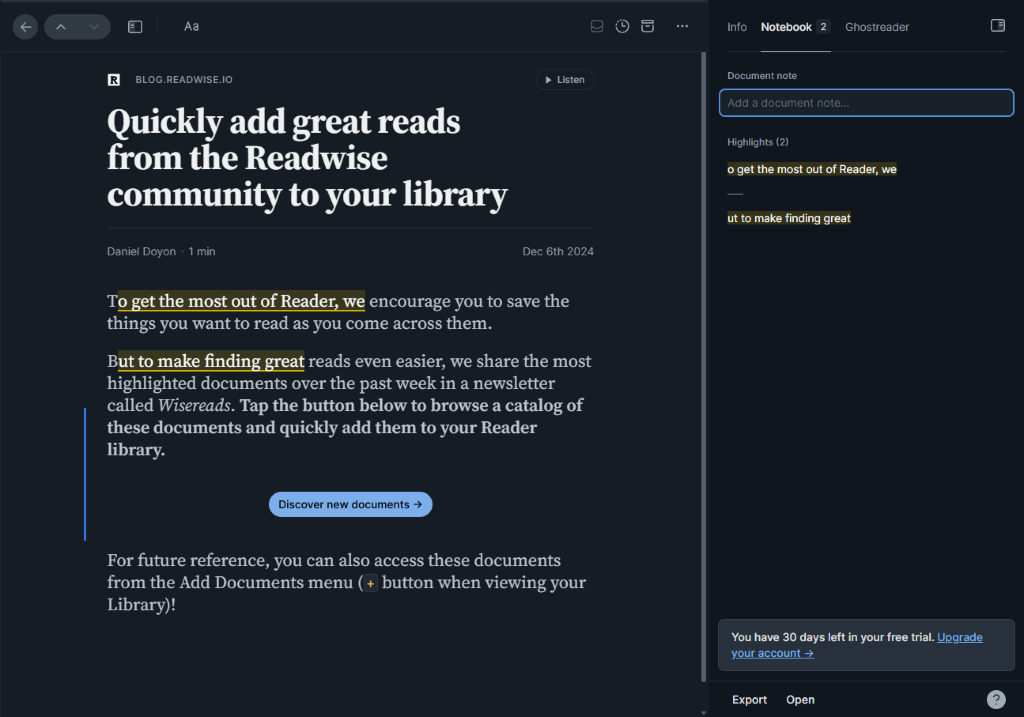 Aa
R BLOG.READWISE.IO
Listen
Quickly add great reads
from the Readwise
community to your library
Daniel Doyon · 1 min
Dec 6th 2024
To get the most out of Reader, we encourage you to save the
things you want to read as you come across them.
But to make finding great reads even easier, we share the most
highlighted documents over the past week in a newsletter
called Wisereads. Tap the button below to browse a catalog of
these documents and quickly add them to your Reader
library.
Discover new documents →
For future reference, you can also access these documents
from the Add Documents menu ( + button when viewing your
Library)!
Info Notebook 2 Ghostreader
Document note
Add a document note...
Highlights (2)
o get the most out of Reader, we
ut to make finding great
You have 30 days left in your free trial. Upgrade
your account →
Export Open
?